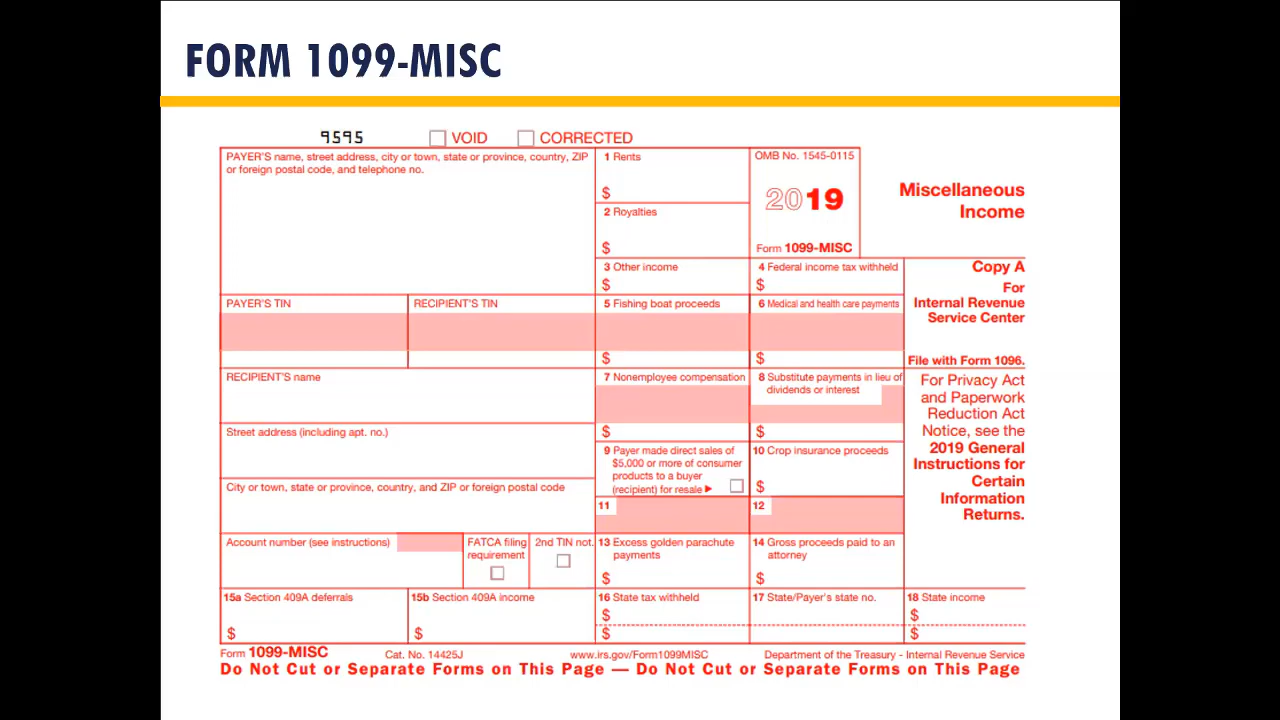 FORM 1099-MISC
9595 VOID CORRECTED
PAYER'S name, street address, city or town, state or province, country, ZIP
or foreign postal code, and telephone no.
1 Rents
$
2 Royalties
$
OMB No. 1545-0115
2019
Form 1099-MISC
Miscellaneous
Income
3 Other income
$
4 Federal income tax withheld
$
Copy A
For
Internal Revenue
Service Center
File with Form 1096.
PAYER'S TIN
RECIPIENT'S TIN
5 Fishing boat proceeds
$
6 Medical and health care payments
$
RECIPIENT'S name
7 Nonemployee compensation
$
8 Substitute payments in lieu of
dividends or interest
$
For Privacy Act
and Paperwork
Reduction Act
Notice, see the
2019 General
Instructions for
Certain
Information
Returns.
Street address (including apt. no.)
9 Payer made direct sales of
$5,000 or more of consumer
products to a buyer
(recipient) for resale ▶
10 Crop insurance proceeds
$
City or town, state or province, country, and ZIP or foreign postal code
11
12
Account number (see instructions)
FATCA filing
requirement
2nd TIN not.
13 Excess golden parachute
payments
$
14 Gross proceeds paid to an
attorney
$
15a Section 409A deferrals
$
15b Section 409A income
$
16 State tax withheld
$
$
17 State/Payer's state no.
18 State income
$
$
Form 1099-MISC Cat. No. 14425J www.irs.gov/Form1099MISC Department of the Treasury - Internal Revenue Service
Do Not Cut or Separate Forms on This Page — Do Not Cut or Separate Forms on This Page